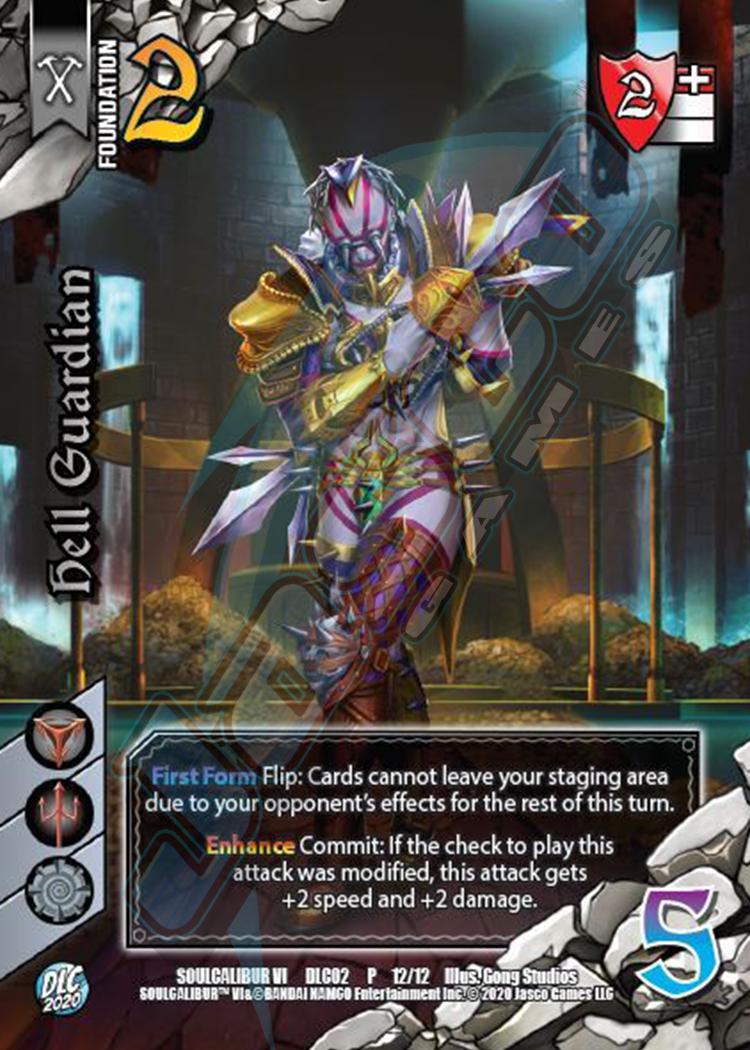 FOUNDATION
2
2
+
Hell Guardian
JASCO GAMES
First Form Flip: Cards cannot leave your staging area
due to your opponent's effects for the rest of this turn.
Enhance Commit: If the check to play this
attack was modified, this attack gets
+2 speed and +2 damage.
5
DLC
2020
SOULCALIBUR VI DLC02 P 12/12 Illus. Gong Studios
SOULCALIBUR™ VI&©BANDAI NAMCO Entertainment Inc. © 2020 Jasco Games LLC